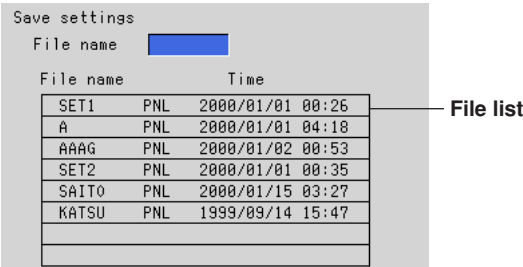 Save settings
File name
File name Time
SET1 PNL 2000/01/01 00:26
File list
A PNL 2000/01/01 04:18
AAAG PNL 2000/01/02 00:53
SET2 PNL 2000/01/01 00:35
SAITO PNL 2000/01/15 03:27
KATSU PNL 1999/09/14 15:47